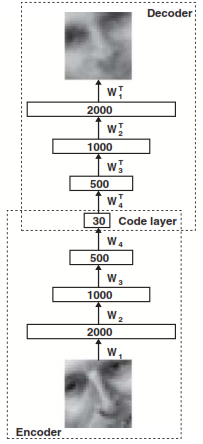 Decoder
W₁ᵀ
2000
W₂ᵀ
1000
W₃ᵀ
500
W₄ᵀ
30 Code layer
W₄
500
W₃
1000
W₂
2000
W₁
Encoder